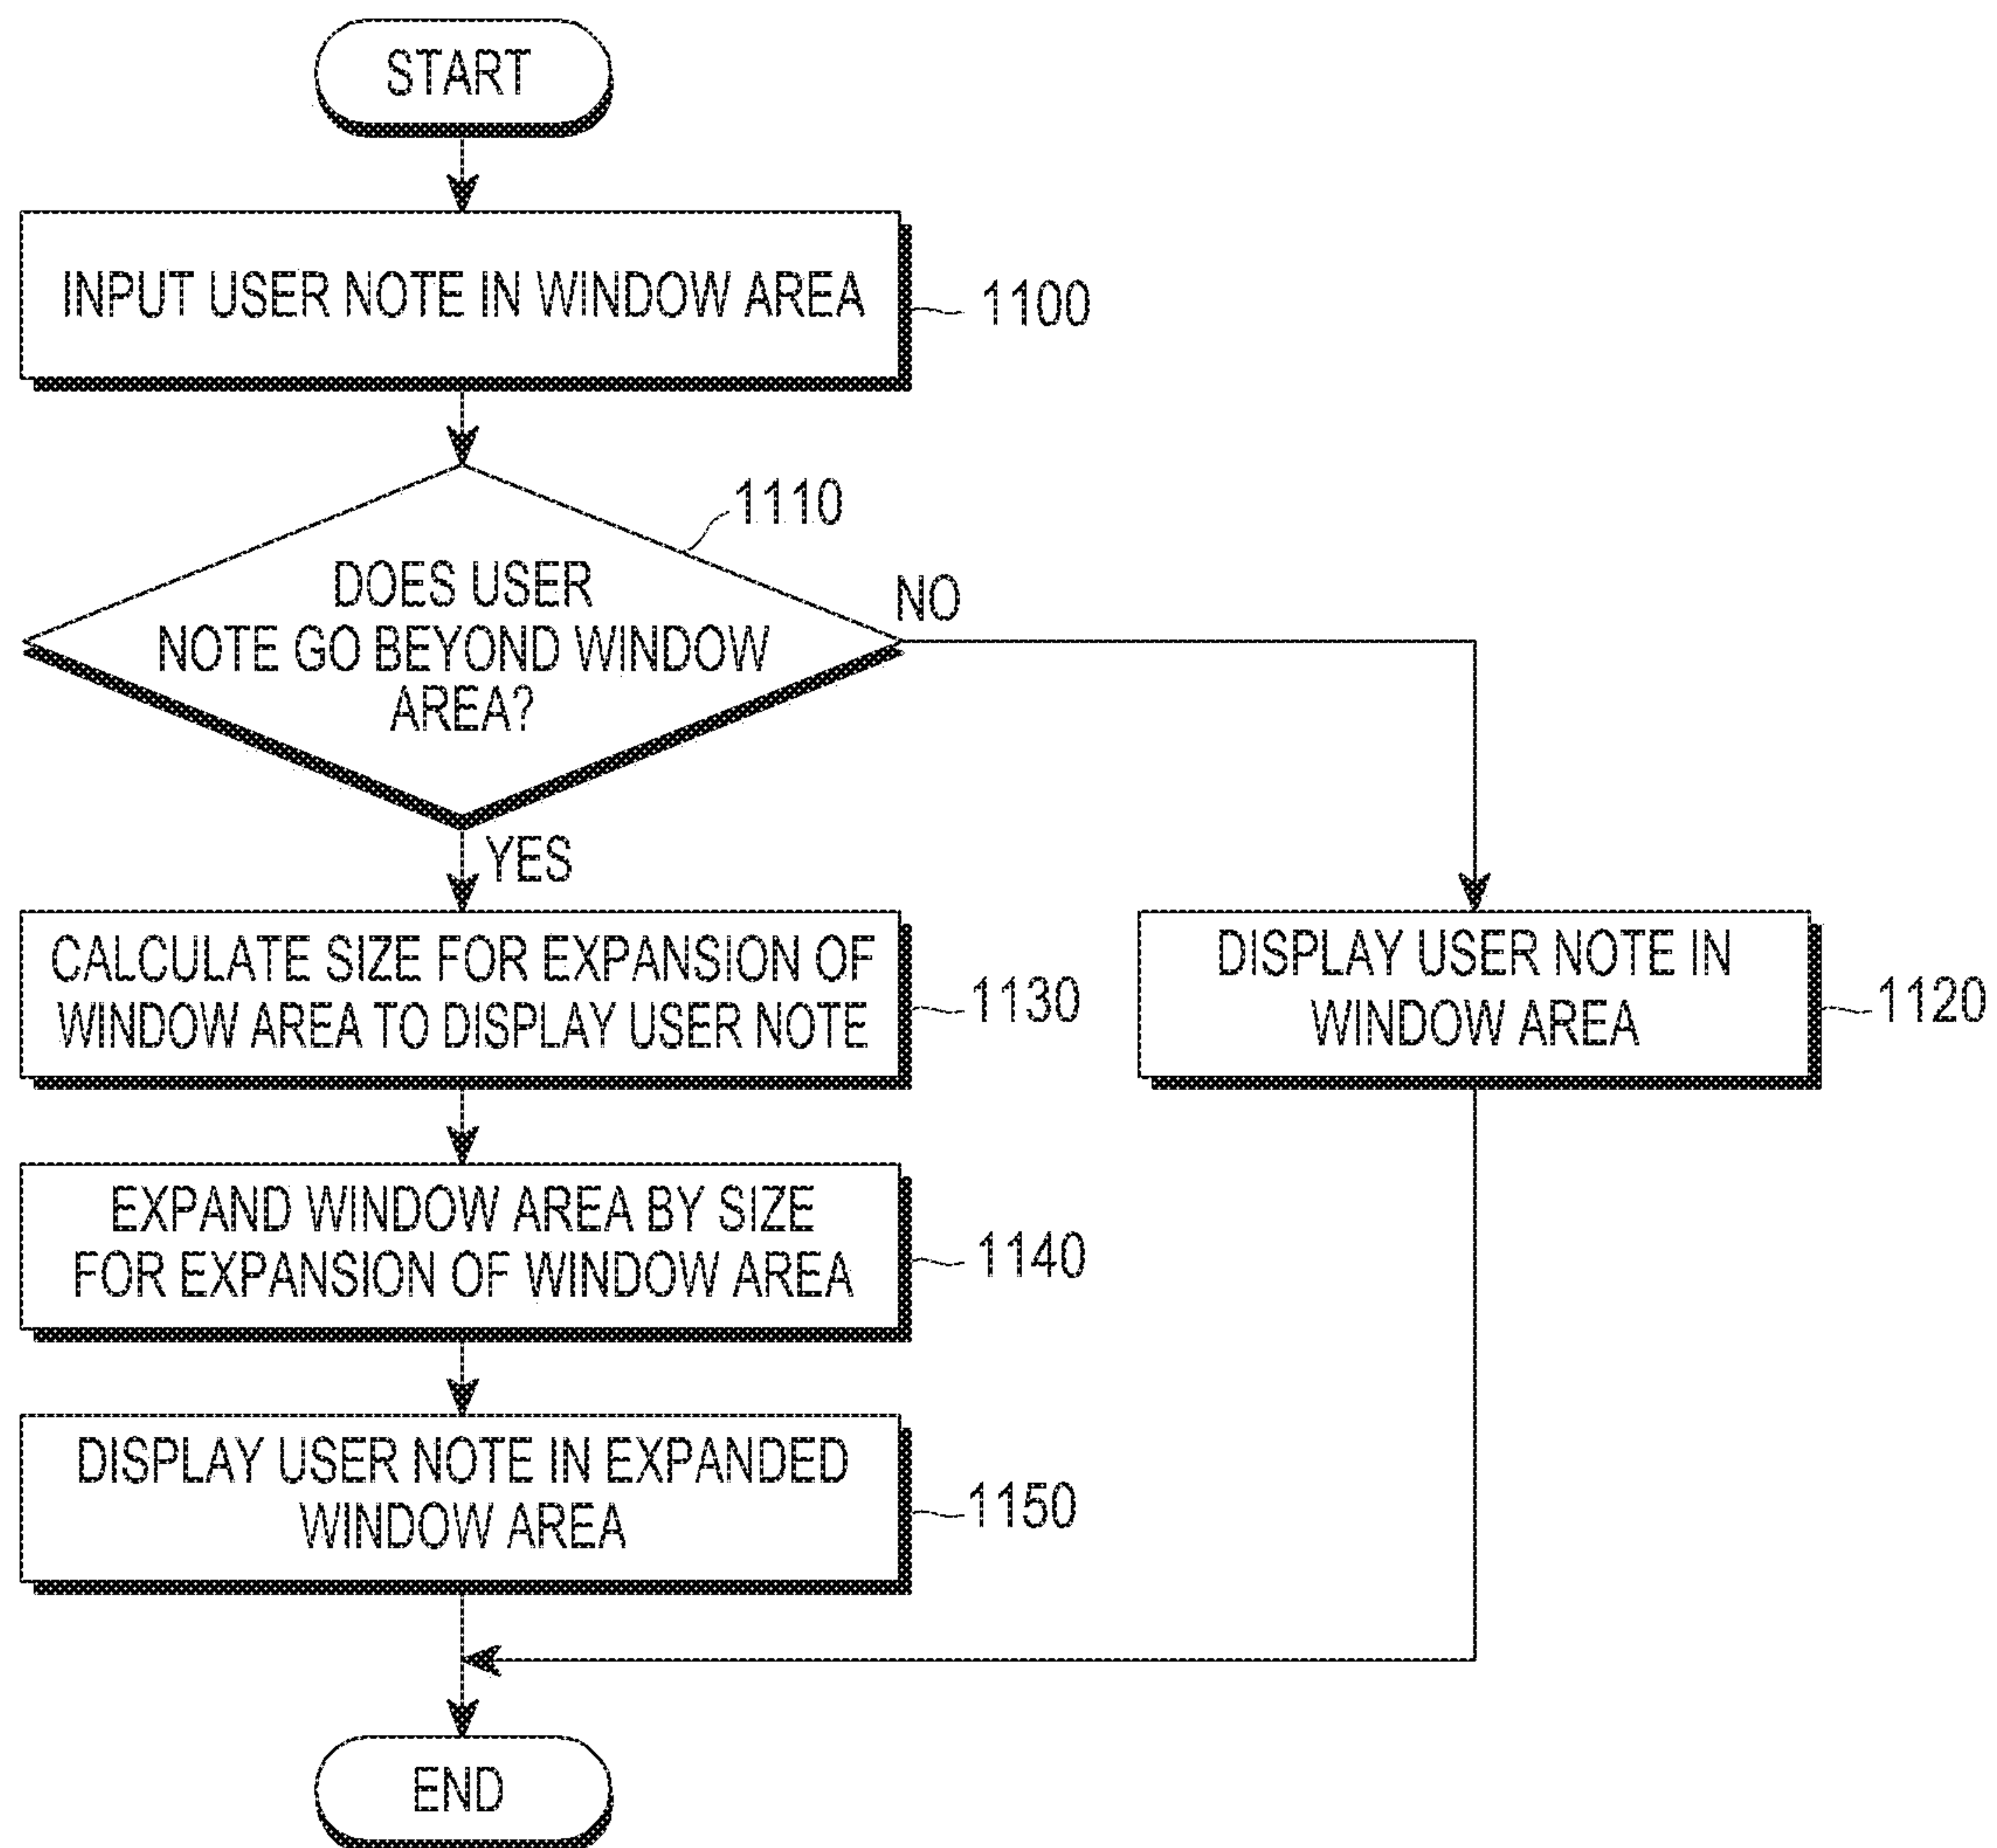 START
INPUT USER NOTE IN WINDOW AREA
1100
1110
DOES USER
NOTE GO BEYOND WINDOW
AREA?
NO
YES
CALCULATE SIZE FOR EXPANSION OF
WINDOW AREA TO DISPLAY USER NOTE
1130
DISPLAY USER NOTE IN
WINDOW AREA
1120
EXPAND WINDOW AREA BY SIZE
FOR EXPANSION OF WINDOW AREA
1140
DISPLAY USER NOTE IN EXPANDED
WINDOW AREA
1150
END